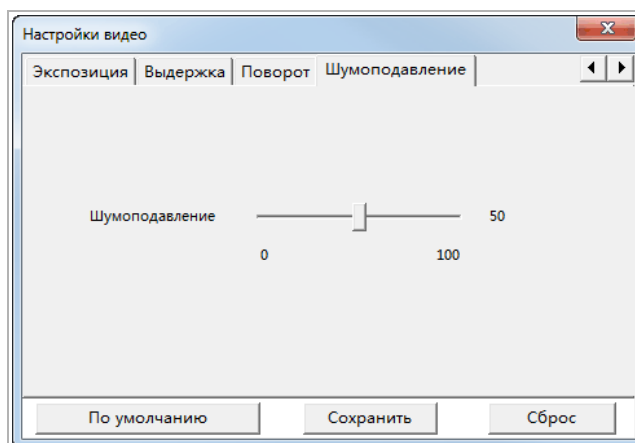 Настройки видео
Экспозиция Выдержка Поворот Шумоподавление
Шумоподавление 50
0 100
По умолчанию Сохранить Сброс